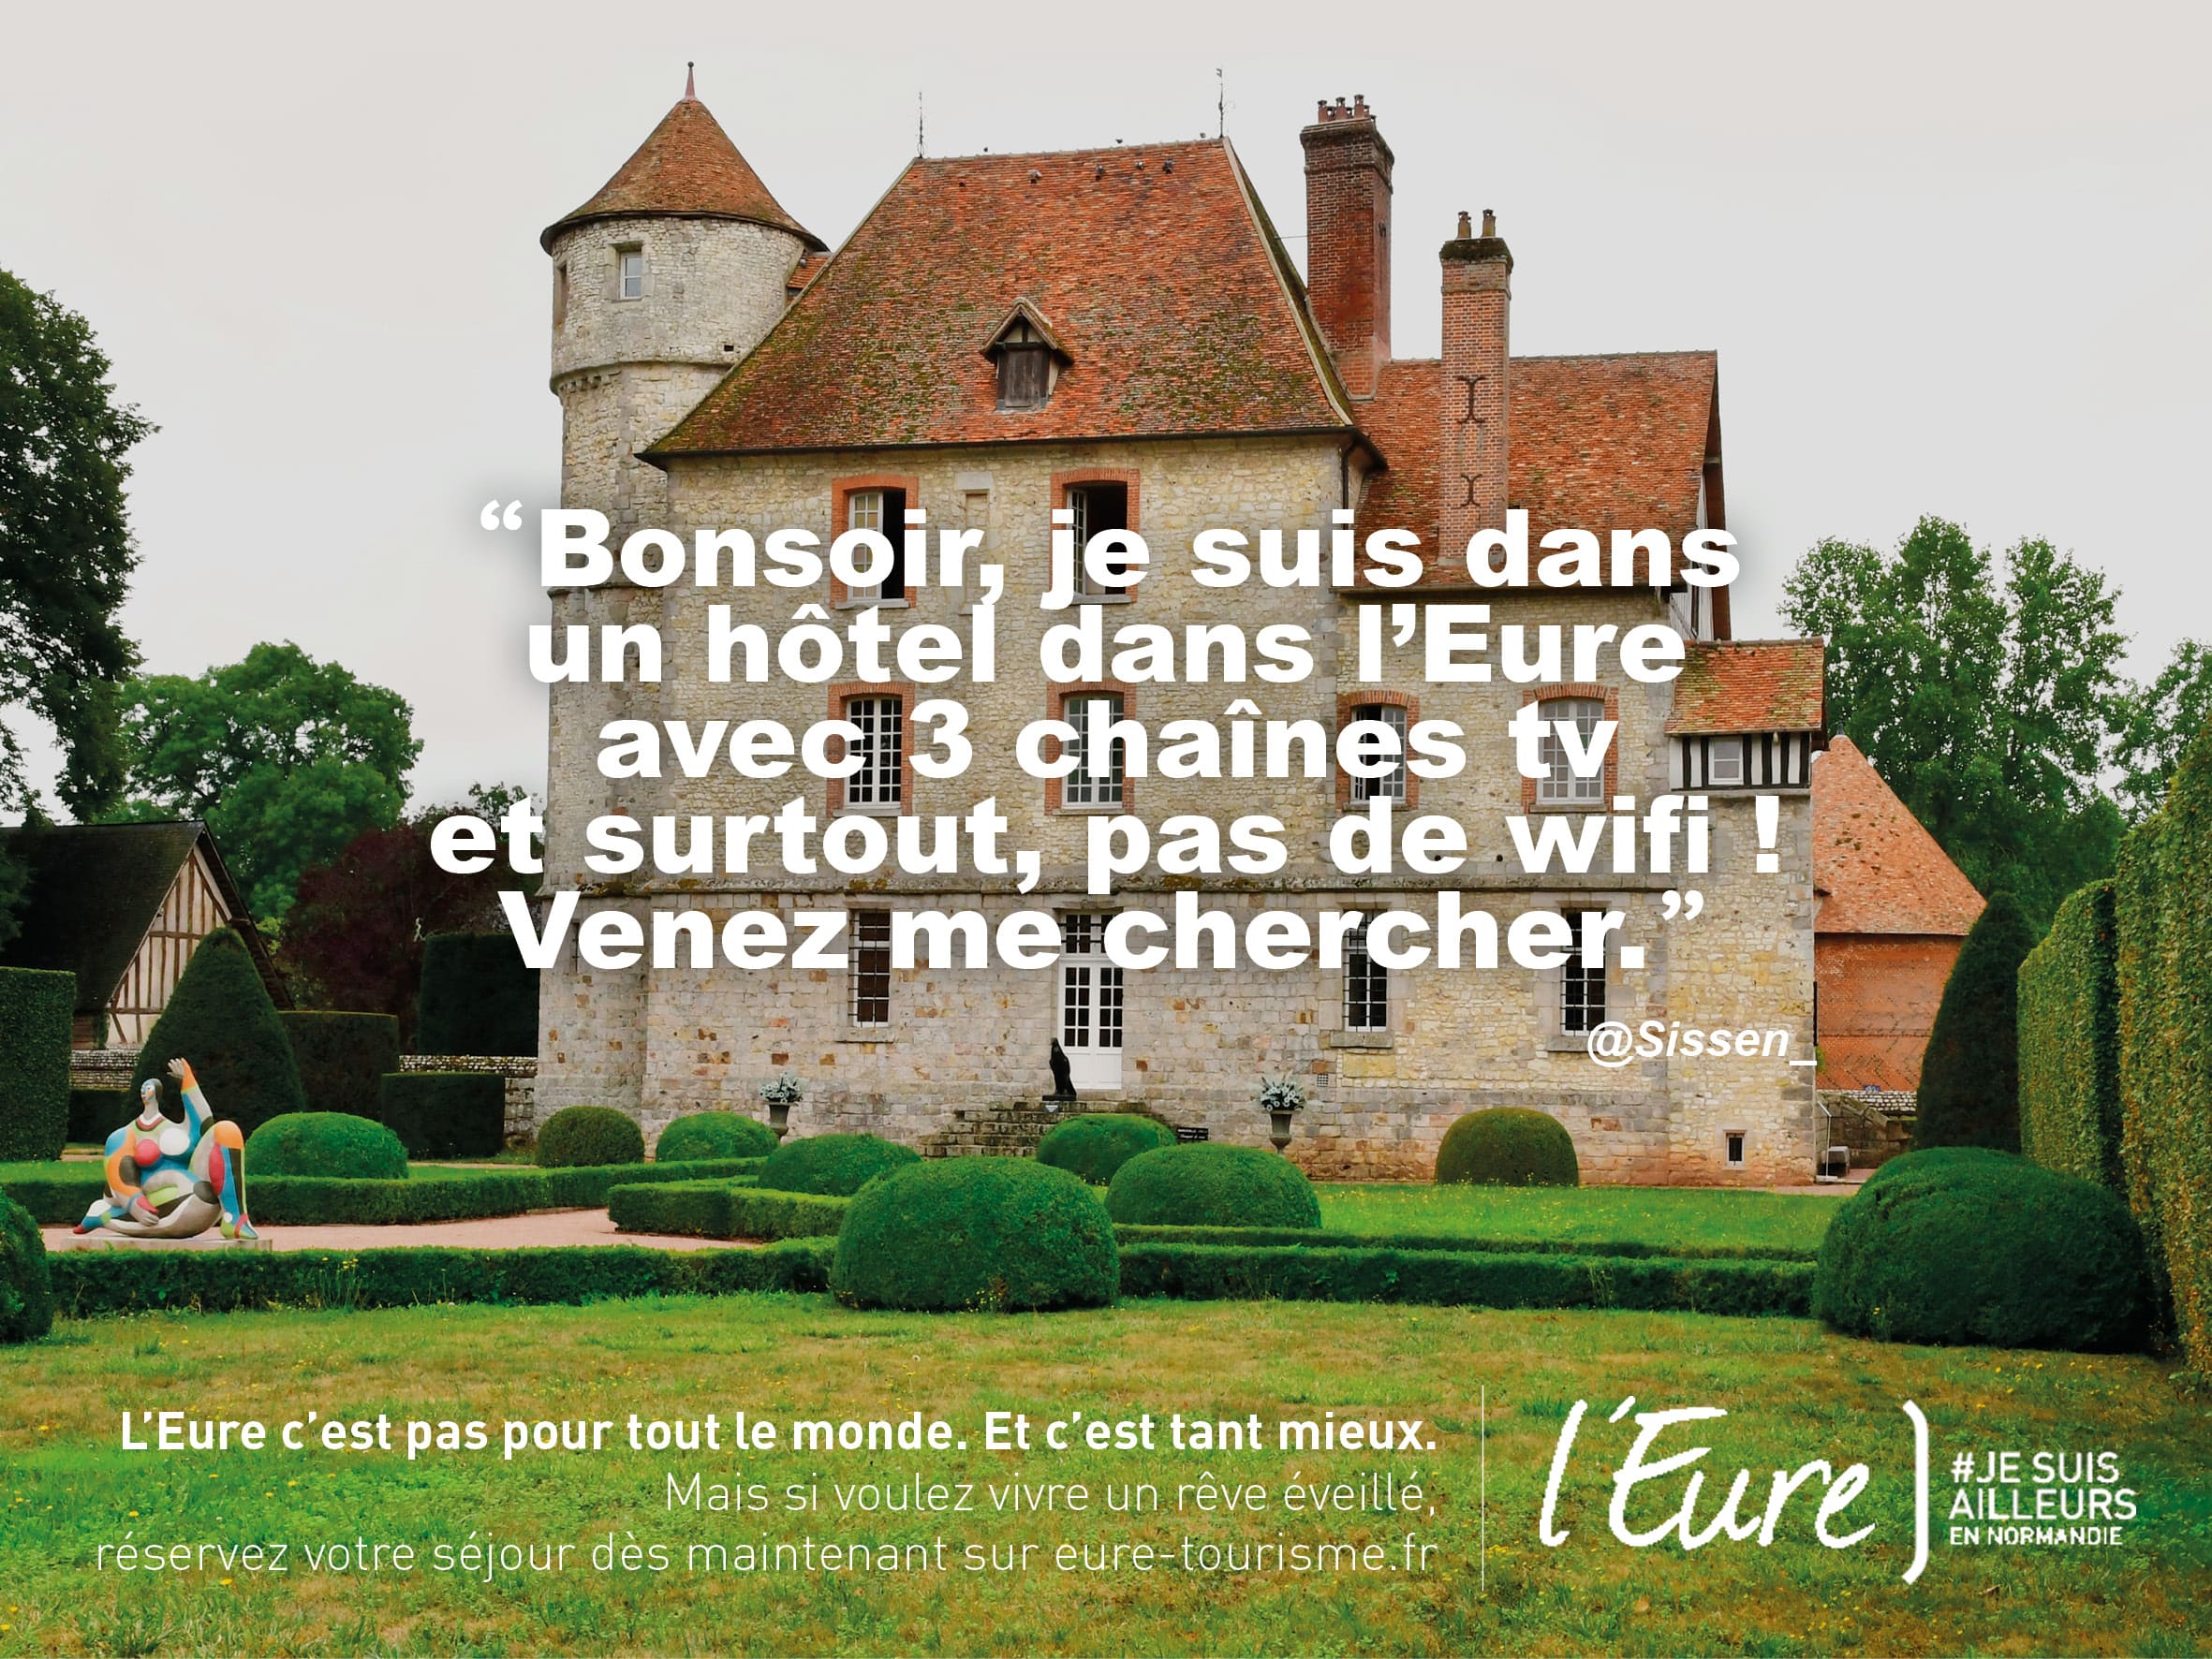 “Bonsoir, je suis dans
un hôtel dans l’Eure
avec 3 chaînes tv
et surtout, pas de wifi !
Venez me chercher.”
@Sissen_
L’Eure c’est pas pour tout le monde. Et c’est tant mieux.
Mais si voulez vivre un rêve éveillé,
réservez votre séjour dès maintenant sur eure-tourisme.fr
l’Eure
#JE SUIS
AILLEURS
EN NORMANDIE